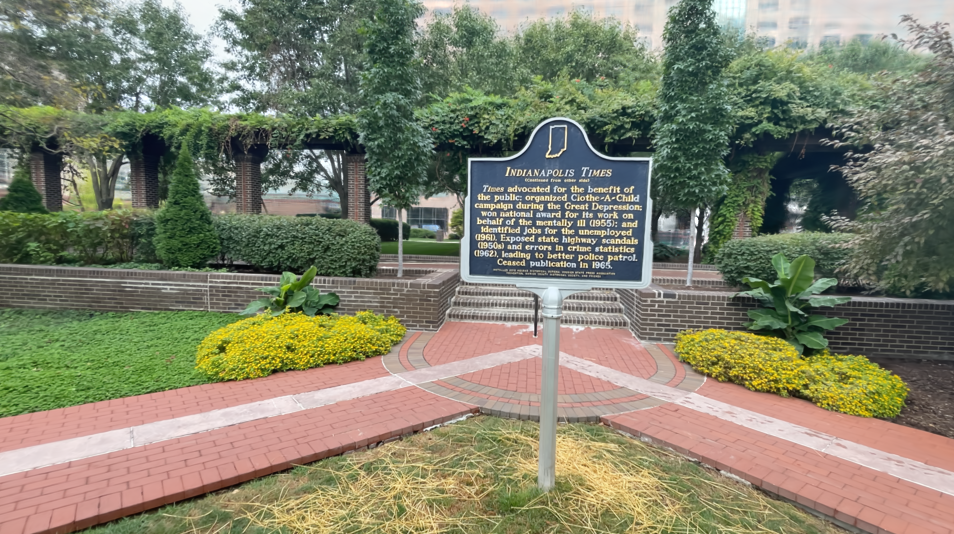 INDIANAPOLIS TIMES
(Continued from other side)
Times advocated for the benefit of
the public: organized Clothe-A-Child
campaign during the Great Depression;
won national award for its work on
behalf of the mentally ill (1955); and
identified jobs for the unemployed
(1961). Exposed state highway scandals
(1950s) and errors in crime statistics
(1962), leading to better police patrol.
Ceased publication in 1965.